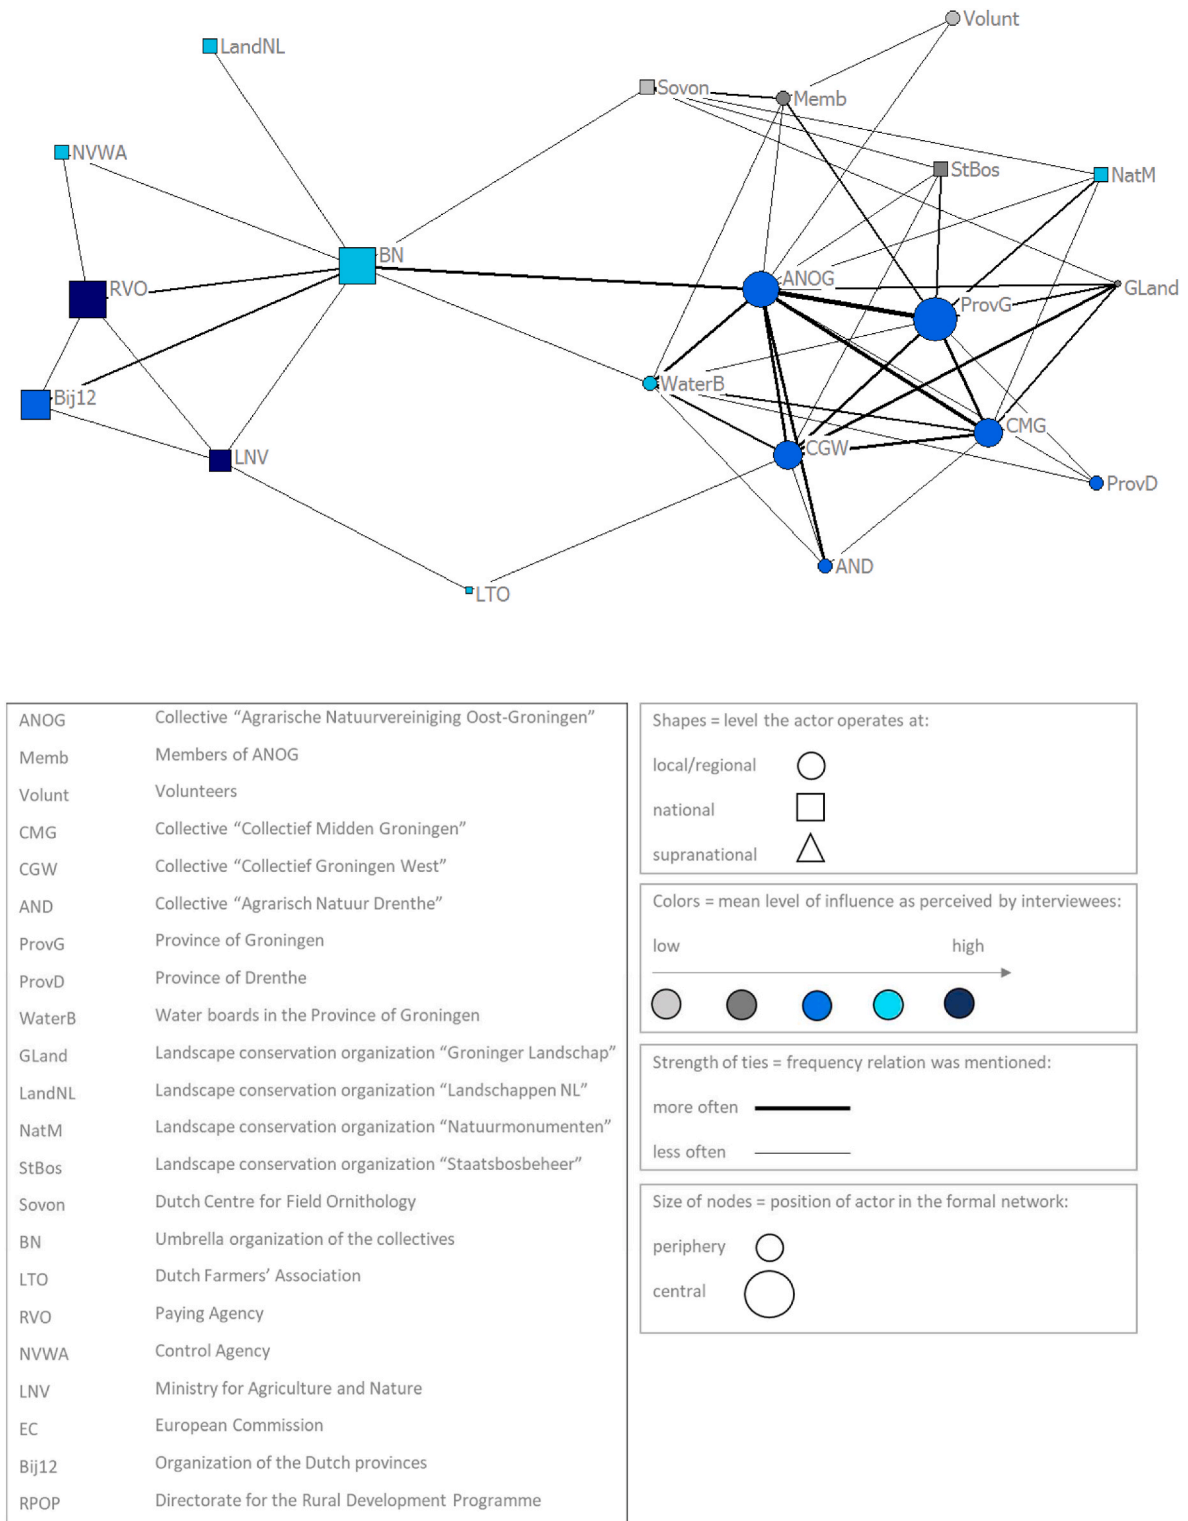 Volunt
LandNL
Sovon
Memb
NVWA
StBos
NatM
BN
ANOG
RVO
GLand
ProvG
WaterB
Bij12
CMG
CGW
LNV
ProvD
AND
LTO
ANOG Collective “Agrarische Natuurvereiniging Oost-Groningen”
Memb Members of ANOG
Volunt Volunteers
CMG Collective “Collectief Midden Groningen”
CGW Collective “Collectief Groningen West”
AND Collective “Agrarisch Natuur Drenthe”
ProvG Province of Groningen
ProvD Province of Drenthe
WaterB Water boards in the Province of Groningen
GLand Landscape conservation organization “Groninger Landschap”
LandNL Landscape conservation organization “Landschappen NL”
NatM Landscape conservation organization “Natuurmonumenten”
StBos Landscape conservation organization “Staatsbosbeheer”
Sovon Dutch Centre for Field Ornithology
BN Umbrella organization of the collectives
LTO Dutch Farmers’ Association
RVO Paying Agency
NVWA Control Agency
LNV Ministry for Agriculture and Nature
EC European Commission
Bij12 Organization of the Dutch provinces
RPOP Directorate for the Rural Development Programme
Shapes = level the actor operates at:
local/regional
national
supranational
Colors = mean level of influence as perceived by interviewees:
low high
Strength of ties = frequency relation was mentioned:
more often
less often
Size of nodes = position of actor in the formal network:
periphery
central